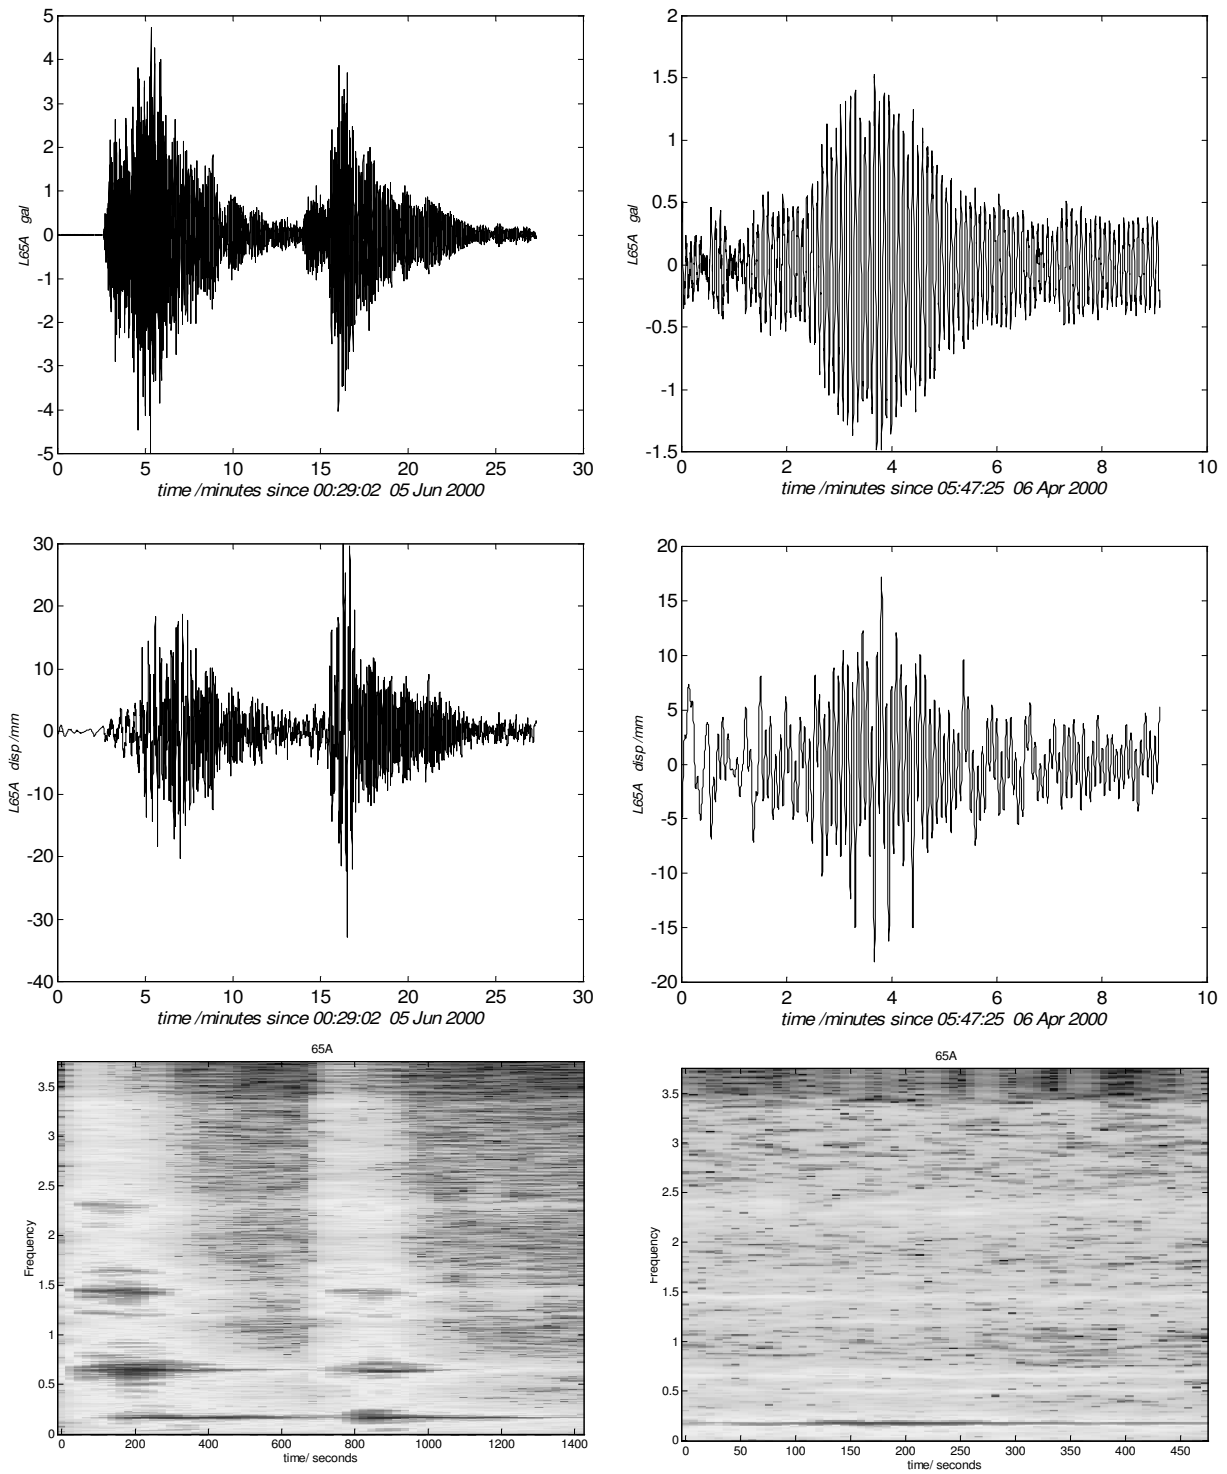 5
4
3
2
1
0
-1
-2
-3
-4
-5
L65A gal
0 5 10 15 20 25 30
time /minutes since 00:29:02 05 Jun 2000
2
1.5
1
0.5
0
-0.5
-1
-1.5
L65A gal
0 2 4 6 8 10
time /minutes since 05:47:25 06 Apr 2000
30
20
10
0
-10
-20
-30
-40
L65A disp /mm
0 5 10 15 20 25 30
time /minutes since 00:29:02 05 Jun 2000
20
15
10
5
0
-5
-10
-15
-20
L65A disp /mm
0 2 4 6 8 10
time /minutes since 05:47:25 06 Apr 2000
65A
3.5
3
2.5
2
1.5
1
0.5
0
Frequency
0 200 400 600 800 1000 1200 1400
time/ seconds
65A
3.5
3
2.5
2
1.5
1
0.5
0
Frequency
0 50 100 150 200 250 300 350 400 450
time/ seconds